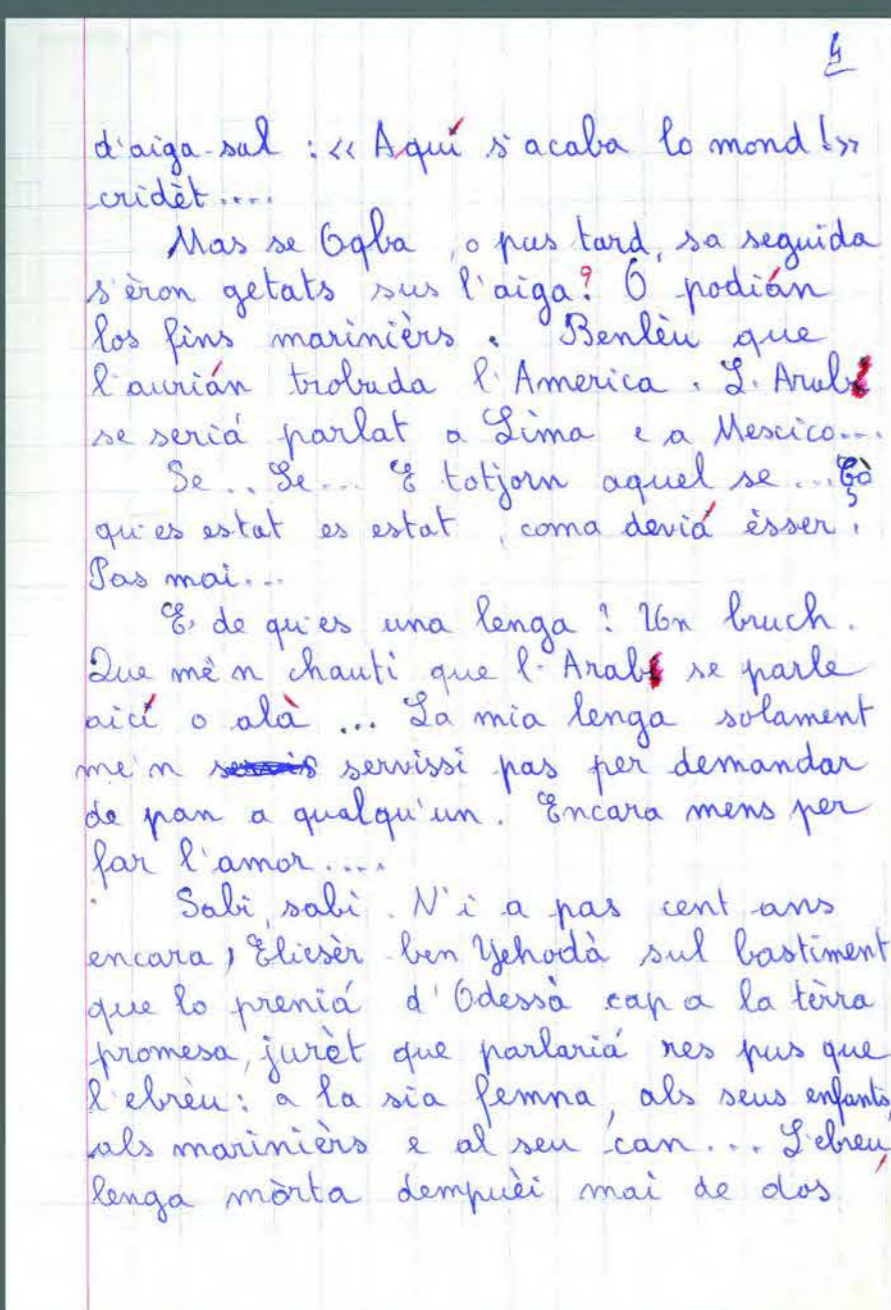 4
d'aiga-sal : « Aquí s'acaba lo mond ! »
cridèt....
Mas se Oqba, o pus tard, sa seguida
s'èron getats sus l'aiga? O podián
los fins marinièrs. Benlèu que
l'aurián trobada l'America. L'Arab
se seriá parlat a Lima e a Mescico...
Se.. Se... E totjorn aquel se... Çò
qu'es estat es estat, coma deviá èsser.
Pas mai...
E, de qu'es una lenga ? Un bruch.
Que me'n chauti que l'Arab se parle
aicí o alà ... La mia lenga solament
me'n servissi pas per demandar
de pan a qualqu'un. Encara mens per
far l'amor....
Sabi, sabi. N'i a pas cent ans
encara, Elicsèr ben Yehodà sul bastiment
que lo preniá d'Odessà cap a la tèrra
promesa, jurèt que parlariá res pus que
l'ebrèu: a la sia femna, als seus enfants,
als marinièrs e al seu can... L'ebreu,
lenga mòrta dempuèi mai de dos